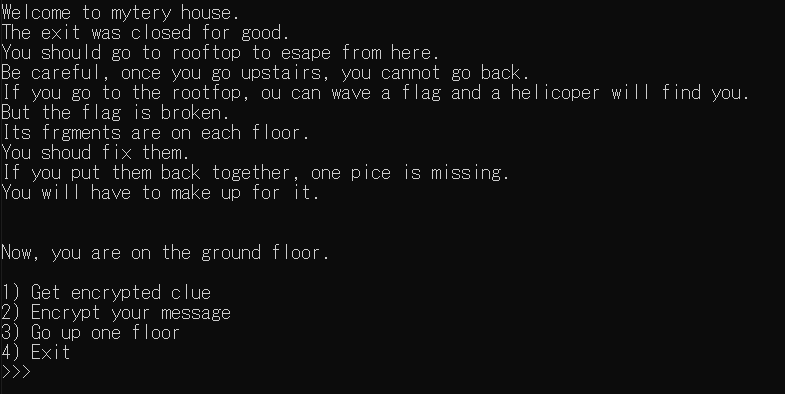 Welcome to mytery house.
The exit was closed for good.
You should go to rooftop to esape from here.
Be careful, once you go upstairs, you cannot go back.
If you go to the rootfop, ou can wave a flag and a helicoper will find you.
But the flag is broken.
Its frgments are on each floor.
You shoud fix them.
If you put them back together, one pice is missing.
You will have to make up for it.
Now, you are on the ground floor.
1) Get encrypted clue
2) Encrypt your message
3) Go up one floor
4) Exit
>>>